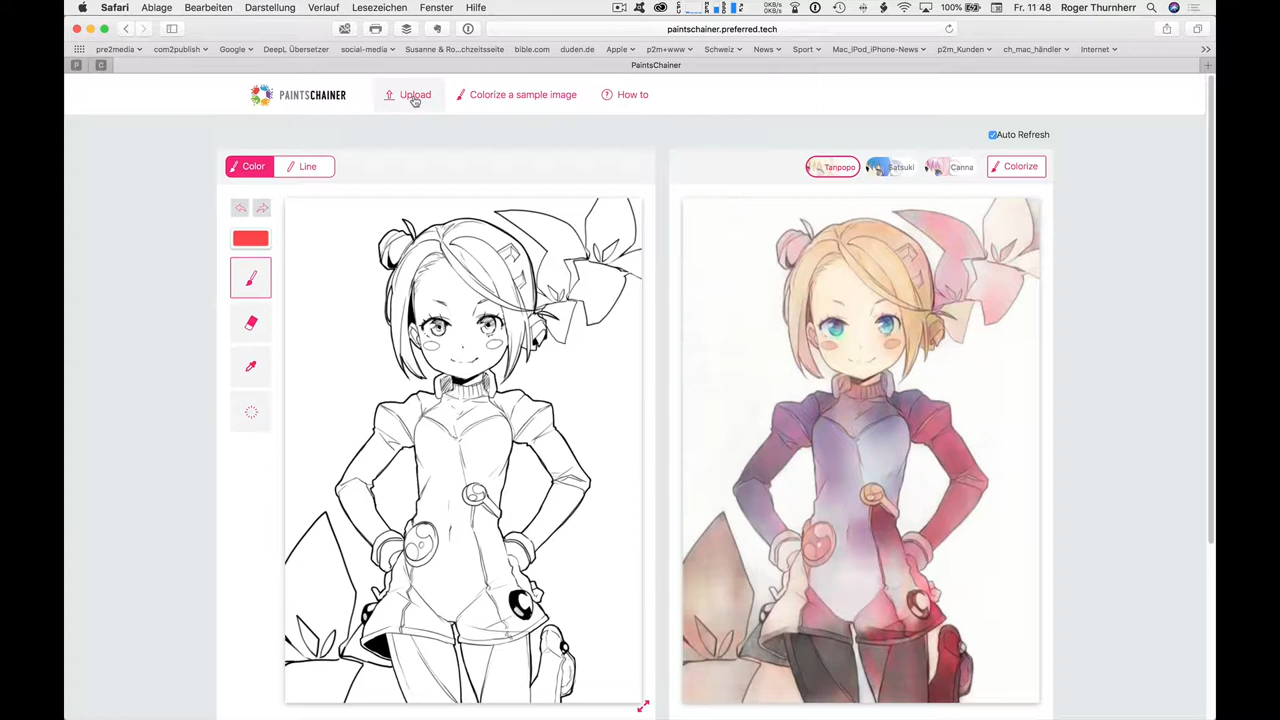 Safari Ablage Bearbeiten Darstellung Verlauf Lesezeichen Fenster Hilfe 0KB/s 0KB/s 100% Fr. 11 48 Roger Thurnherr
paintschainer.preferred.tech
pre2media com2publish Google DeepL Übersetzer social-media Susanne & Ro...chzeitsseite bible.com duden.de Apple p2m+www Schweiz News Sport Mac_iPod_iPhone-News p2m_Kunden ch_mac_händler Internet
P C PaintsChainer
PAINTSCHAINER Upload Colorize a sample image How to
Auto Refresh
Color Line Tanpopo Satsuki Canna Colorize